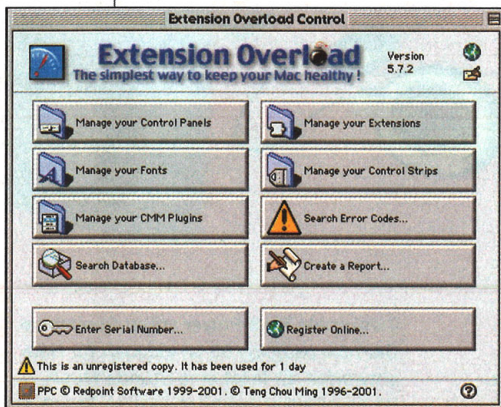 Extension Overload Control
Extension Overload
The simplest way to keep your Mac healthy !
Version
5.7.2
Manage your Control Panels
Manage your Extensions
Manage your Fonts
Manage your Control Strips
Manage your CMM Plugins
Search Error Codes...
Search Database...
Create a Report...
Enter Serial Number...
Register Online...
This is an unregistered copy. It has been used for 1 day
PPC © Redpoint Software 1999-2001. © Teng Chou Ming 1996-2001.